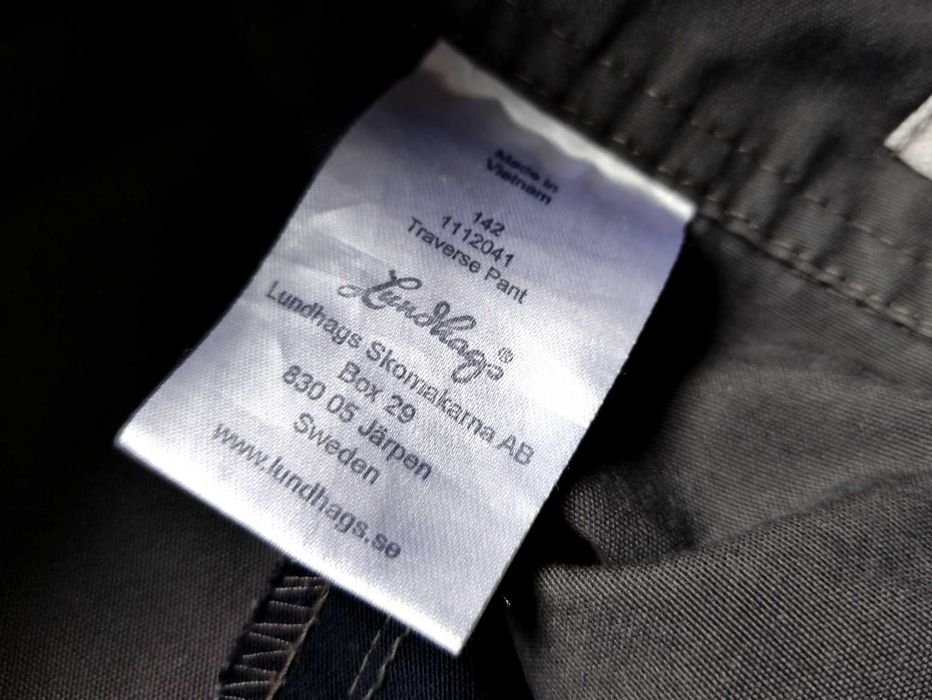 Made in
Vietnam
142
1112041
Traverse Pant
Lundhags®
Lundhags Skomakarna AB
Box 29
830 05 Järpen
Sweden
www.lundhags.se